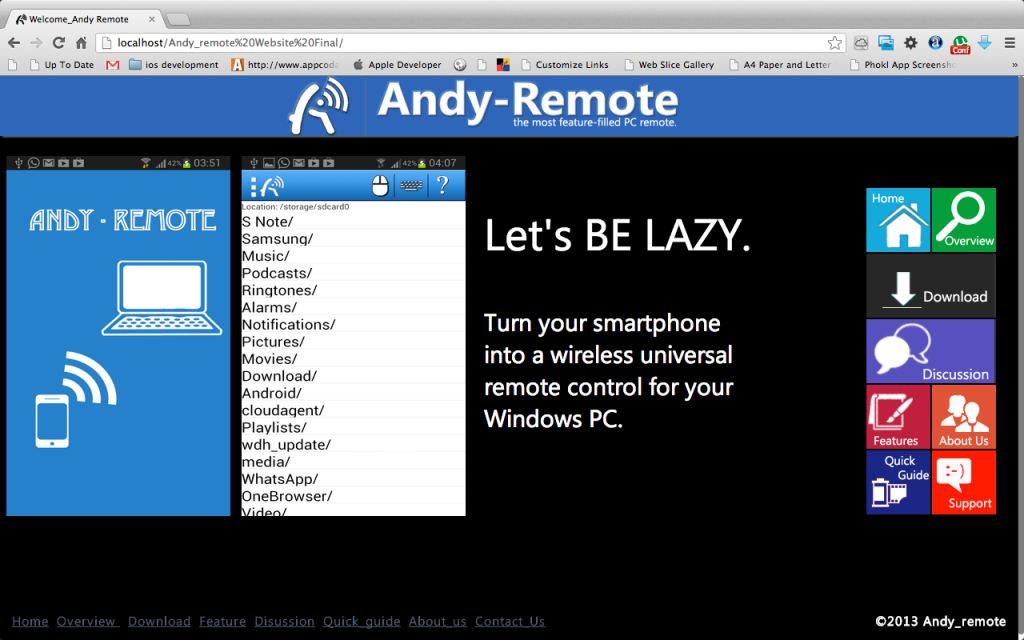 Welcome_Andy Remote
localhost/Andy_remote%20Website%20Final/
Conf
Up To Date
ios development
http://www.appcoda
Apple Developer
Customize Links
Web Slice Gallery
A4 Paper and Letter
Phokl App Screensh
»
Andy-Remote
the most feature-filled PC remote.
42% 03:51
ANDY - REMOTE
42% 04:07
?
Location: /storage/sdcard0
S Note/
Samsung/
Music/
Podcasts/
Ringtones/
Alarms/
Notifications/
Pictures/
Movies/
Download/
Android/
cloudagent/
Playlists/
wdh_update/
media/
WhatsApp/
OneBrowser/
Video/
Let's BE LAZY.
Turn your smartphone
into a wireless universal
remote control for your
Windows PC.
Home
Overview
Download
Discussion
Features
About Us
Quick
Guide
:-)
Support
Home Overview Download Feature Disussion Quick_guide About_us Contact_Us
©2013 Andy_remote